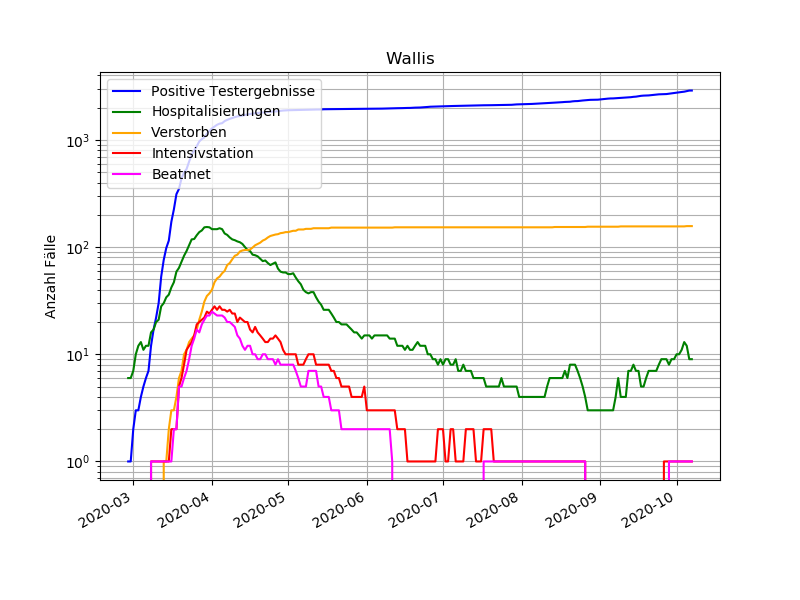 Wallis
Positive Testergebnisse
Hospitalisierungen
Verstorben
Intensivstation
Beatmet
Anzahl Fälle
10³
10²
10¹
10⁰
2020-03
2020-04
2020-05
2020-06
2020-07
2020-08
2020-09
2020-10